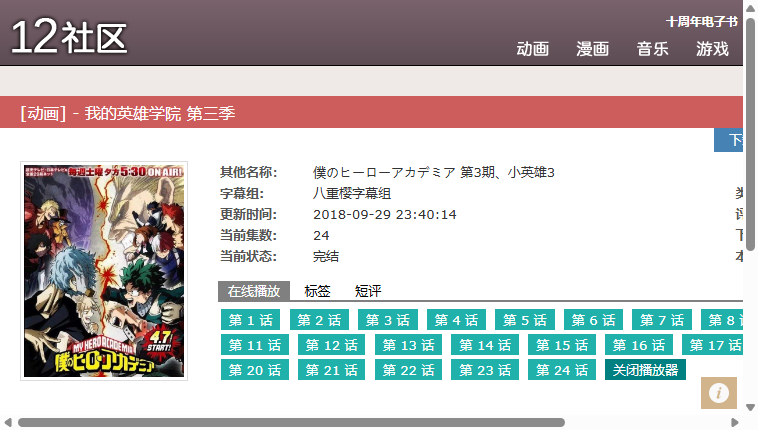 12社区
十周年电子书
动画 漫画 音乐 游戏
[动画] - 我的英雄学院 第三季
毎週土曜夕方5:30 ON AIR!
MY HERO ACADEMIA
僕のヒーローアカデミア
4.7 START!
其他名称: 僕のヒーローアカデミア 第3期、小英雄3
字幕组: 八重樱字幕组
更新时间: 2018-09-29 23:40:14
当前集数: 24
当前状态: 完结
在线播放 标签 短评
第 1 话 第 2 话 第 3 话 第 4 话 第 5 话 第 6 话 第 7 话 第 8
第 11 话 第 12 话 第 13 话 第 14 话 第 15 话 第 16 话 第 17 话
第 20 话 第 21 话 第 22 话 第 23 话 第 24 话 关闭播放器